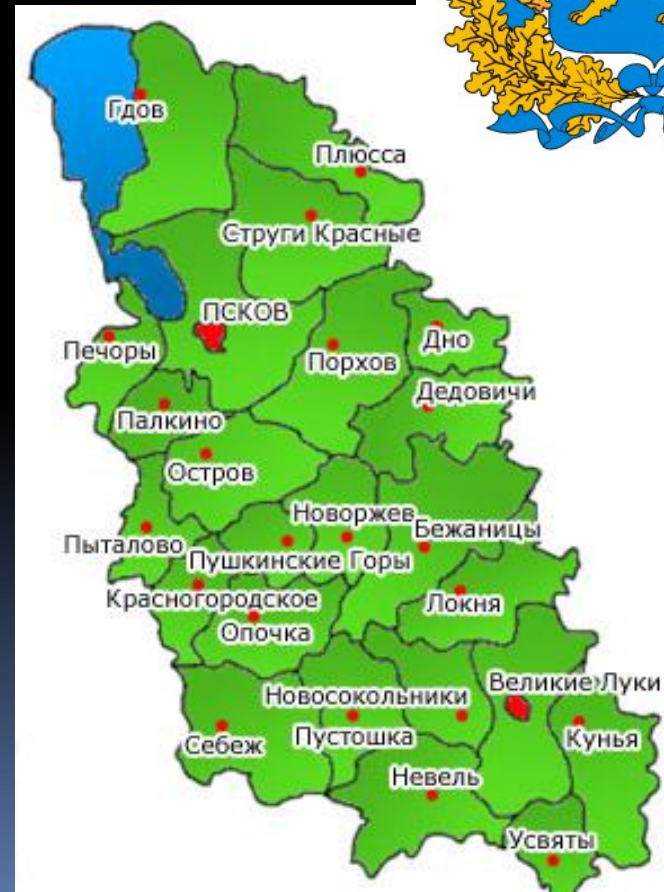 Гдов
Плюсса
Струги Красные
ПСКОВ
Дно
Печоры
Порхов
Дедовичи
Палкино
Остров
Новоржев
Бежаницы
Пыталово
Пушкинские Горы
Красногородское
Локня
Опочка
Великие Луки
Новосокольники
Себеж
Пустошка
Кунья
Невель
Усвяты